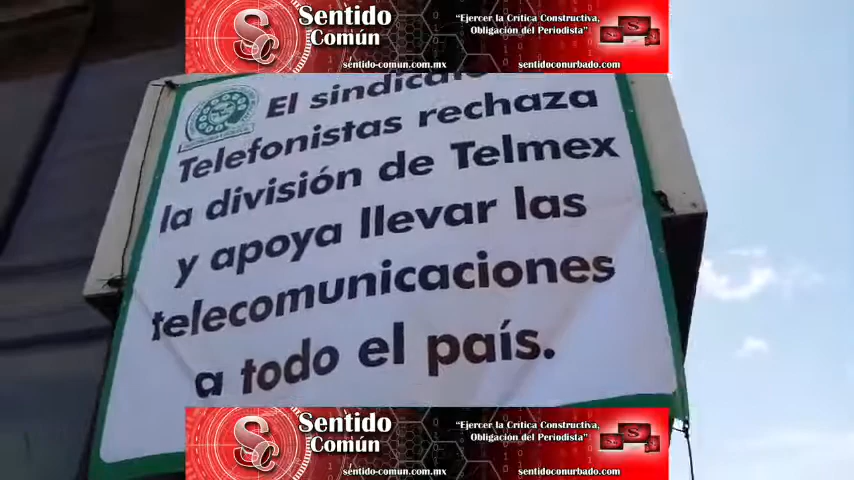 Sentido
Común
"Ejercer la Crítica Constructiva,
Obligación del Periodista"
sentido-comun.com.mx
sentidoconurbado.com
El sindicato
Telefonistas rechaza
la división de Telmex
y apoya llevar las
telecomunicaciones
a todo el país.
Sentido
Común
"Ejercer la Crítica Constructiva,
Obligación del Periodista"
sentido-comun.com.mx
sentidoconurbado.com